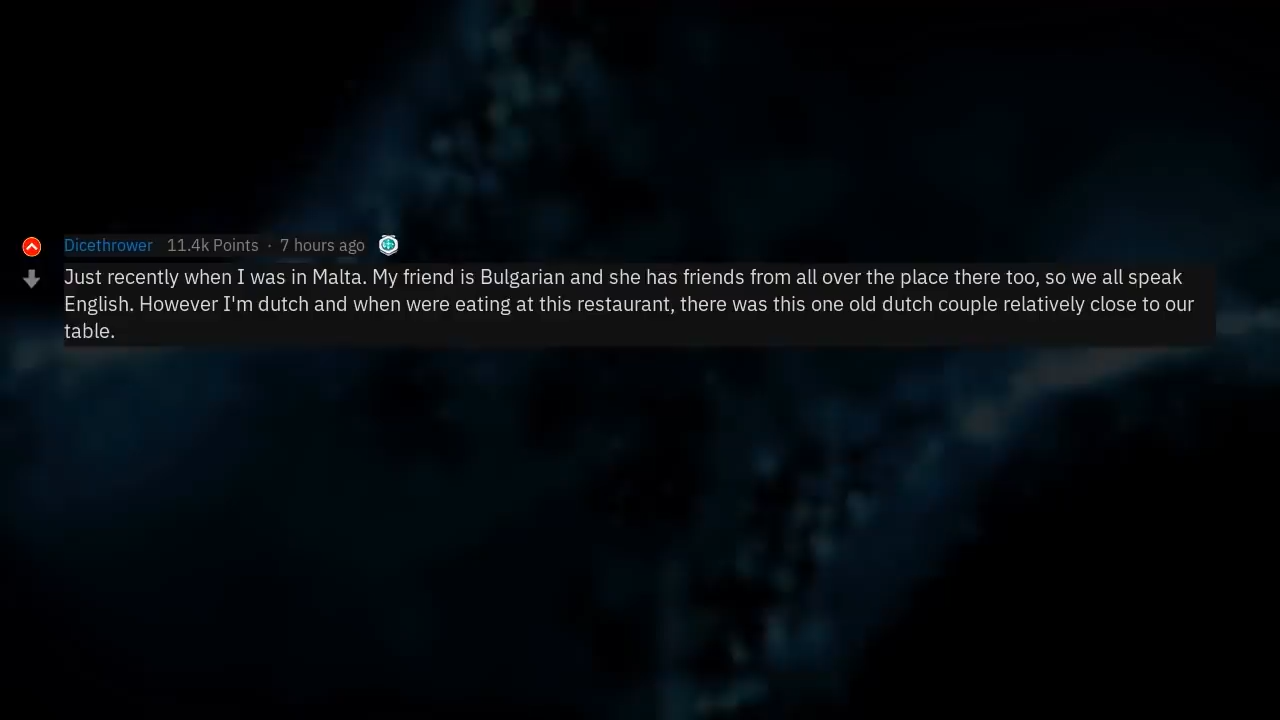 Dicethrower 11.4k Points · 7 hours ago
Just recently when I was in Malta. My friend is Bulgarian and she has friends from all over the place there too, so we all speak
English. However I'm dutch and when were eating at this restaurant, there was this one old dutch couple relatively close to our
table.